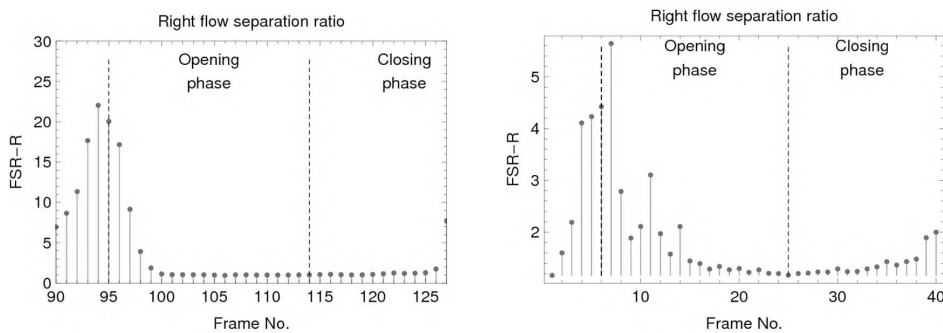 Right flow separation ratio
30
25
20
15
10
5
0
FSR–R
Opening
phase
Closing
phase
90 95 100 105 110 115 120 125
Frame No.
Right flow separation ratio
5
4
3
2
FSR–R
Opening
phase
Closing
phase
10 20 30 40
Frame No.